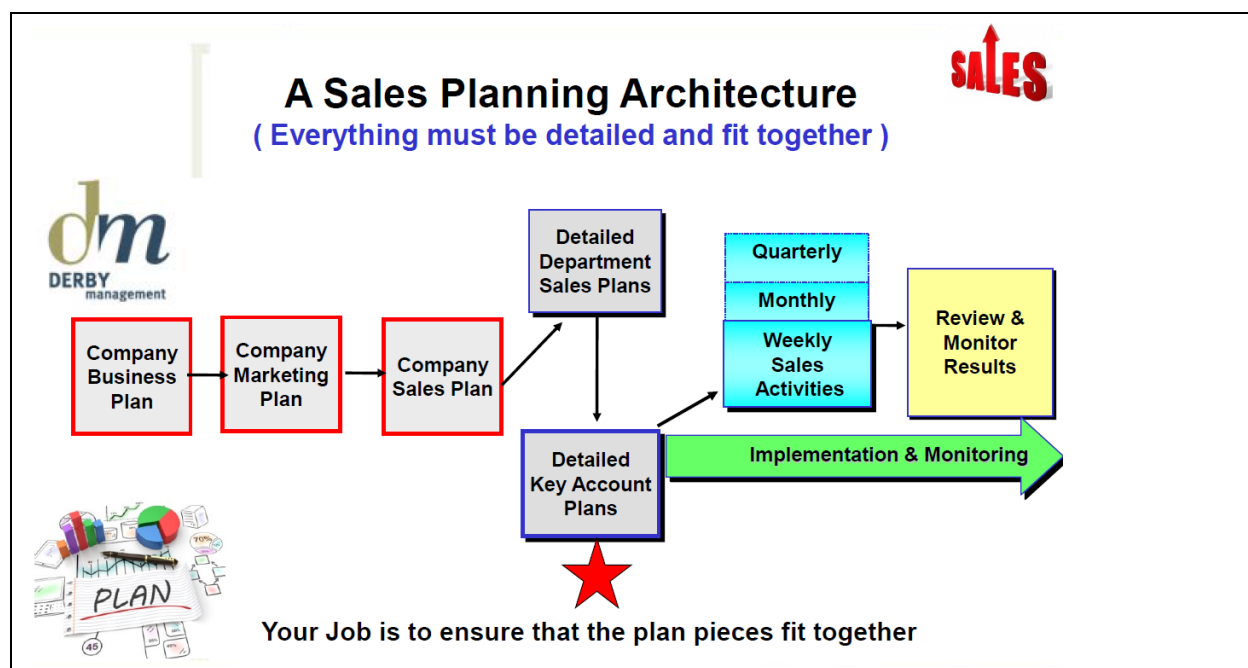 SALES
A Sales Planning Architecture
( Everything must be detailed and fit together )
dm
DERBY
management
Company
Business
Plan
Company
Marketing
Plan
Company
Sales Plan
Detailed
Department
Sales Plans
Detailed
Key Account
Plans
Quarterly
Monthly
Weekly
Sales
Activities
Review &
Monitor
Results
Implementation & Monitoring
PLAN
45
Your Job is to ensure that the plan pieces fit together